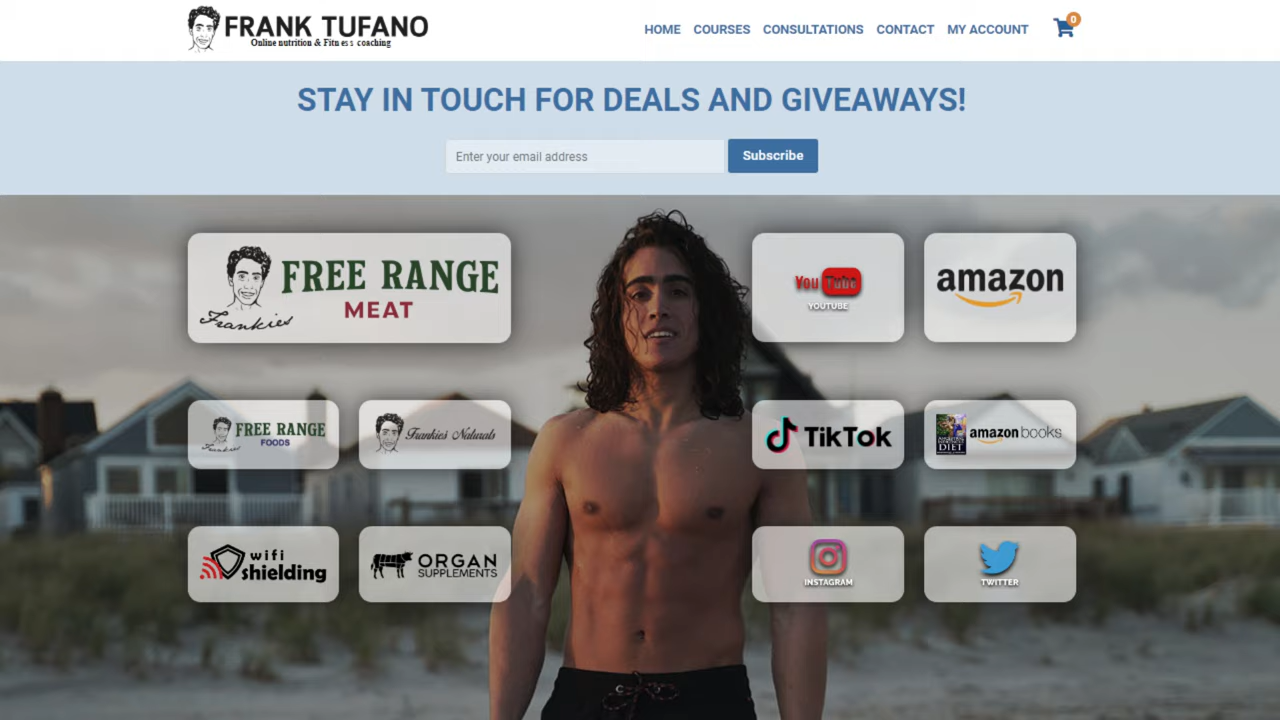 FRANK TUFANO
Online nutrition & Fitness coaching
HOME COURSES CONSULTATIONS CONTACT MY ACCOUNT
0
STAY IN TOUCH FOR DEALS AND GIVEAWAYS!
Enter your email address
Subscribe
FREE RANGE
MEAT
Frankies
YouTube
YOUTUBE
amazon
FREE RANGE
FOODS
Frankies
Frankies Naturals
TikTok
DIET
amazon books
wifi
shielding
ORGAN
SUPPLEMENTS
INSTAGRAM
TWITTER